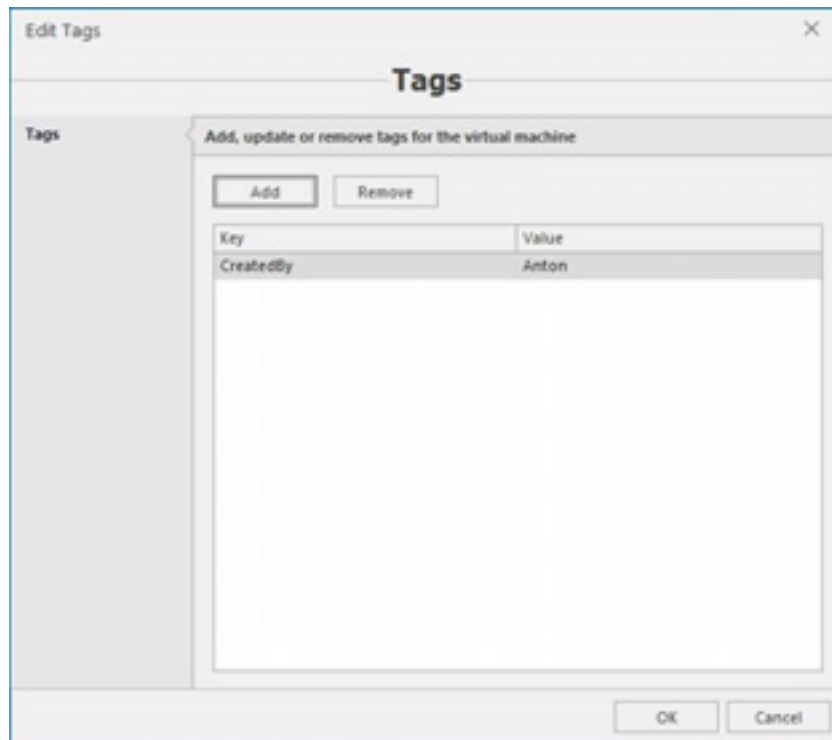 Edit Tags
Tags
Tags
Add, update or remove tags for the virtual machine
Add Remove
Key Value
CreatedBy Anton
OK Cancel